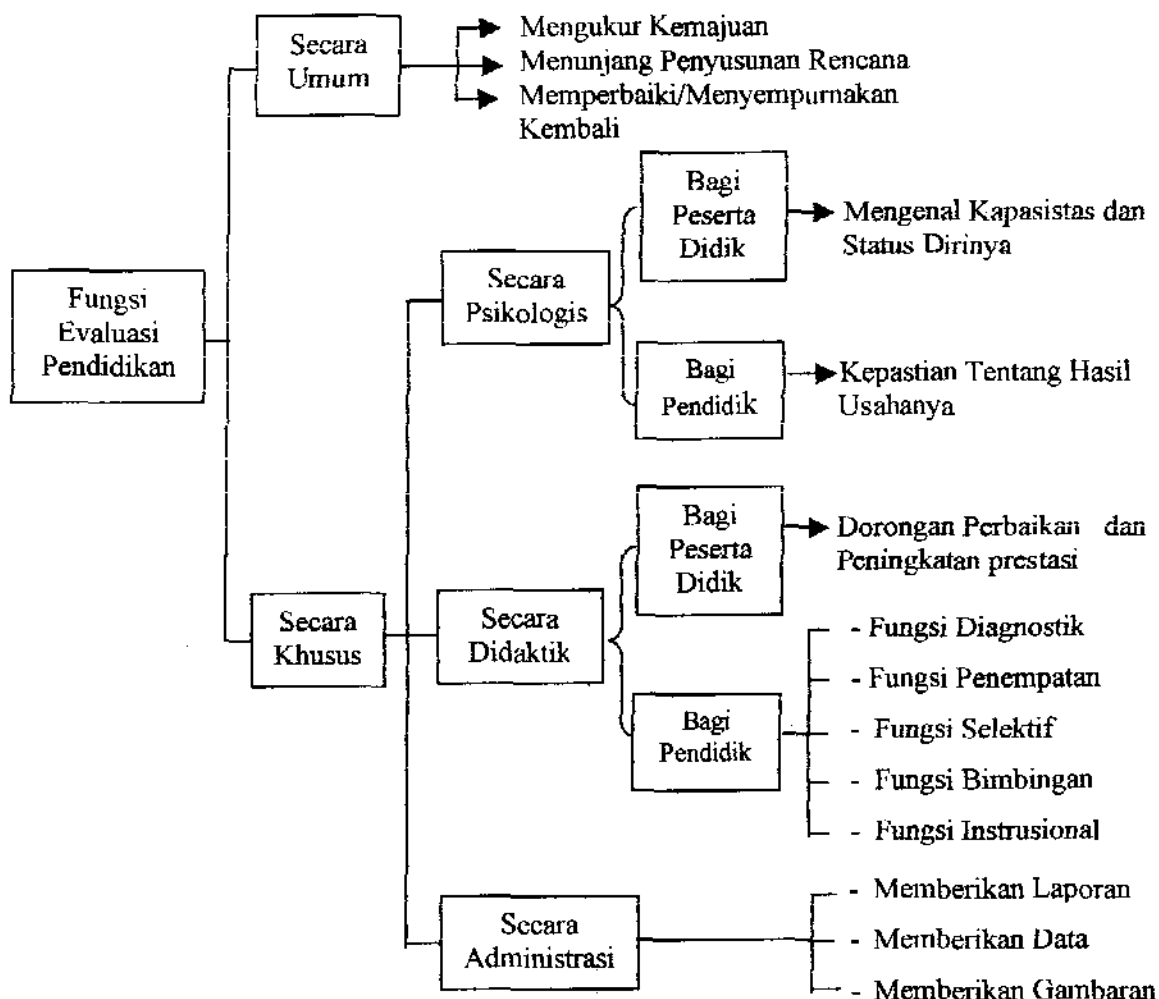 Secara
Umum
Mengukur Kemajuan
Menunjang Penyusunan Rencana
Memperbaiki/Menyempurnakan
Kembali
Fungsi
Evaluasi
Pendidikan
Secara
Khusus
Secara
Psikologis
Bagi
Peserta
Didik
Mengenal Kapasistas dan
Status Dirinya
Bagi
Pendidik
Kepastian Tentang Hasil
Usahanya
Secara
Didaktik
Bagi
Peserta
Didik
Dorongan Perbaikan dan
Peningkatan prestasi
Bagi
Pendidik
- Fungsi Diagnostik
- Fungsi Penempatan
- Fungsi Selektif
- Fungsi Bimbingan
- Fungsi Instrusional
Secara
Administrasi
- Memberikan Laporan
- Memberikan Data
- Memberikan Gambaran